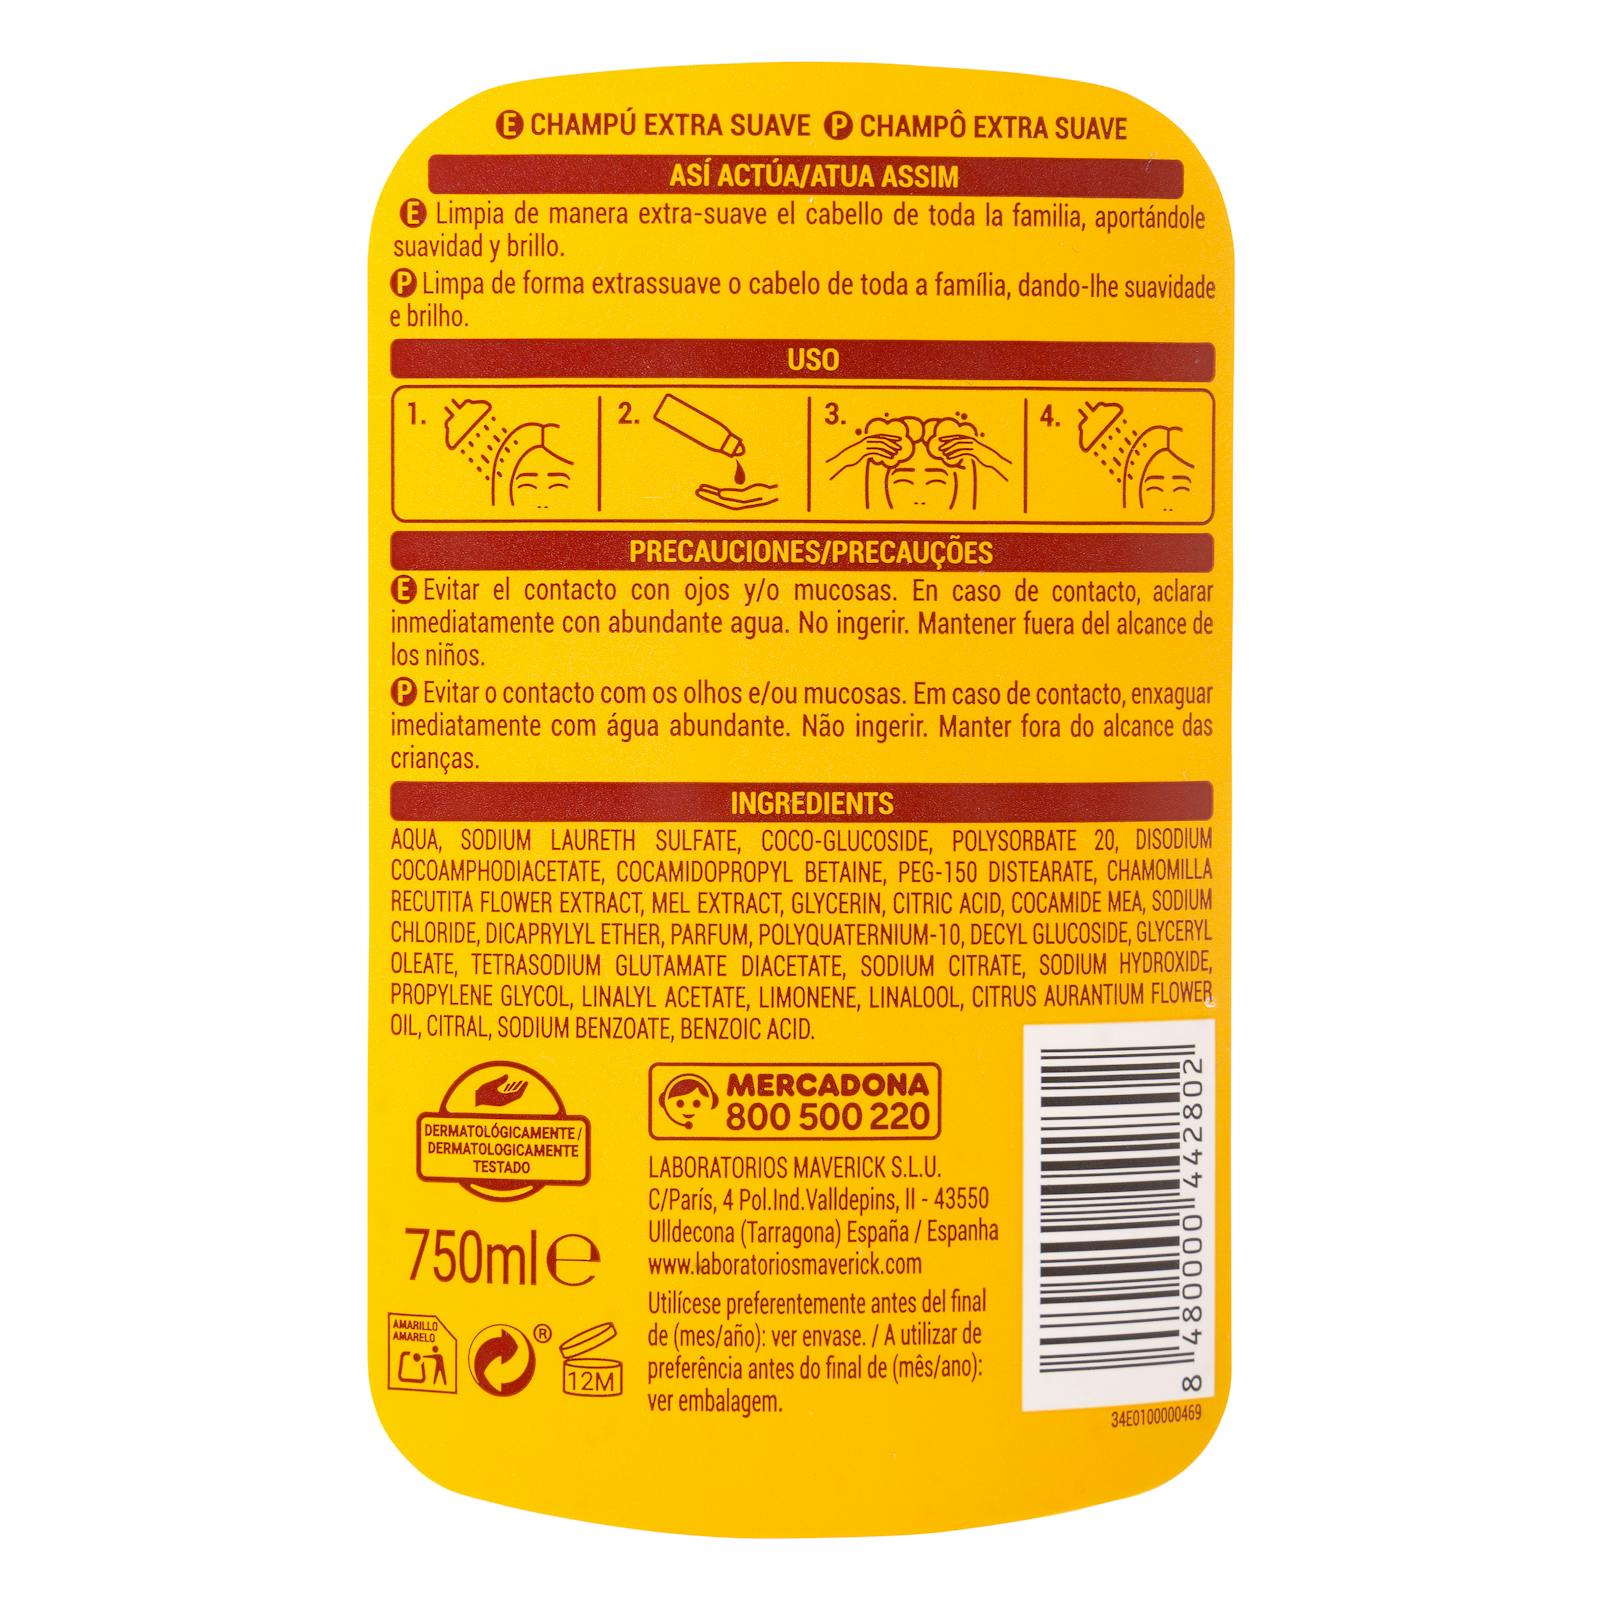 E CHAMPÚ EXTRA SUAVE P CHAMPÔ EXTRA SUAVE
ASÍ ACTÚA/ATUA ASSIM
E Limpia de manera extra-suave el cabello de toda la familia, aportándole
suavidad y brillo.
P Limpa de forma extrassuave o cabelo de toda a família, dando-lhe suavidade
e brilho.
USO
1. 2. 3. 4.
PRECAUCIONES/PRECAUÇÕES
E Evitar el contacto con ojos y/o mucosas. En caso de contacto, aclarar
inmediatamente con abundante agua. No ingerir. Mantener fuera del alcance de
los niños.
P Evitar o contacto com os olhos e/ou mucosas. Em caso de contacto, enxaguar
imediatamente com água abundante. Não ingerir. Manter fora do alcance das
crianças.
INGREDIENTS
AQUA, SODIUM LAURETH SULFATE, COCO-GLUCOSIDE, POLYSORBATE 20, DISODIUM
COCOAMPHODIACETATE, COCAMIDOPROPYL BETAINE, PEG-150 DISTEARATE, CHAMOMILLA
RECUTITA FLOWER EXTRACT, MEL EXTRACT, GLYCERIN, CITRIC ACID, COCAMIDE MEA, SODIUM
CHLORIDE, DICAPRYLYL ETHER, PARFUM, POLYQUATERNIUM-10, DECYL GLUCOSIDE, GLYCERYL
OLEATE, TETRASODIUM GLUTAMATE DIACETATE, SODIUM CITRATE, SODIUM HYDROXIDE,
PROPYLENE GLYCOL, LINALYL ACETATE, LIMONENE, LINALOOL, CITRUS AURANTIUM FLOWER
OIL, CITRAL, SODIUM BENZOATE, BENZOIC ACID.
DERMATOLÓGICAMENTE/
DERMATOLOGICAMENTE
TESTADO
750ml e
AMARILLO
AMARELO
®
12M
MERCADONA
800 500 220
LABORATORIOS MAVERICK S.L.U.
C/París, 4 Pol.Ind.Valldepins, II - 43550
Ulldecona (Tarragona) España / Espanha
www.laboratoriosmaverick.com
Utilícese preferentemente antes del final
de (mes/año): ver envase. / A utilizar de
preferência antes do final de (mês/ano):
ver embalagem.
8 480000 442802
34E0100000469